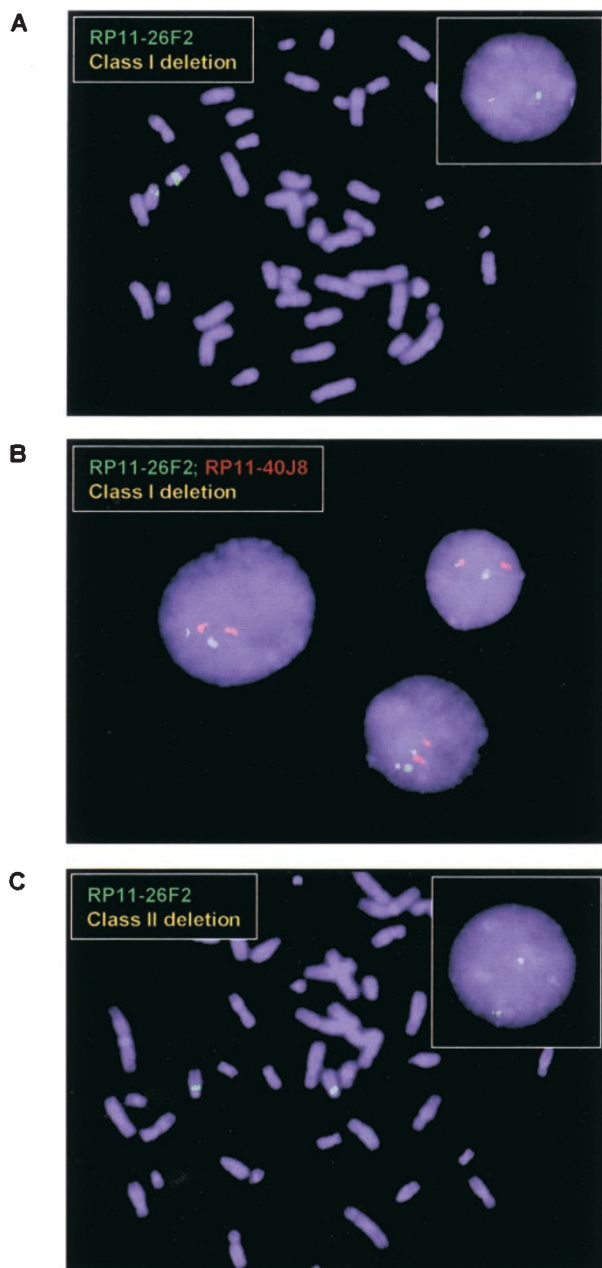 A
RP11-26F2
Class I deletion
B
RP11-26F2; RP11-40J8
Class I deletion
C
RP11-26F2
Class II deletion